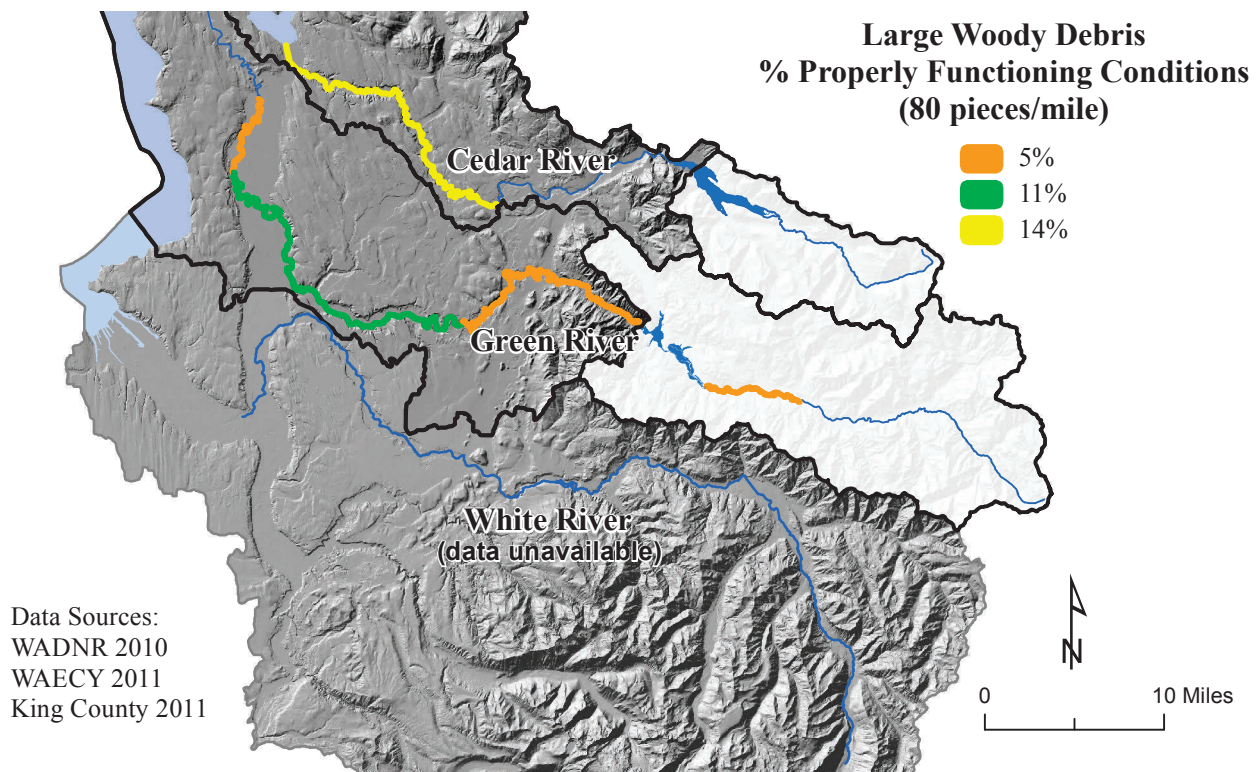 Large Woody Debris
% Properly Functioning Conditions
(80 pieces/mile)
5%
11%
14%
Cedar River
Green River
White River
(data unavailable)
Data Sources:
WADNR 2010
WAECY 2011
King County 2011
N
0 10 Miles